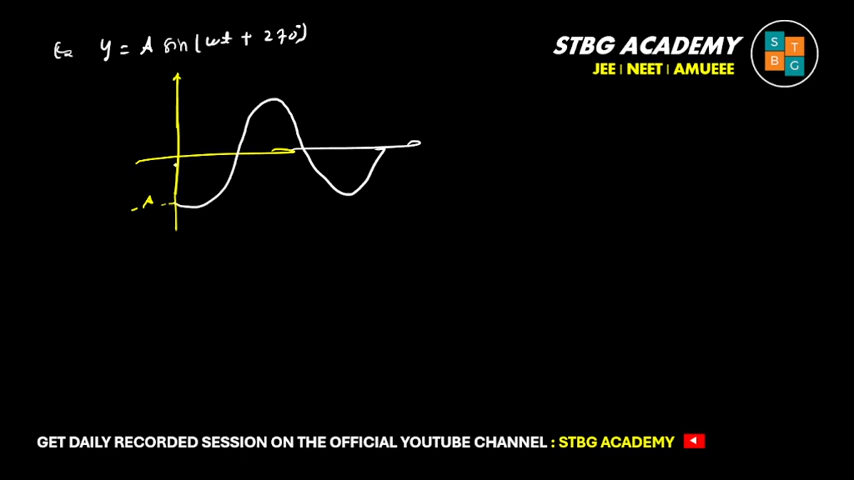 Ex y = A sin(ωt + 270°)
STBG ACADEMY
JEE | NEET | AMUEEE
S T
B G
-A
GET DAILY RECORDED SESSION ON THE OFFICIAL YOUTUBE CHANNEL : STBG ACADEMY